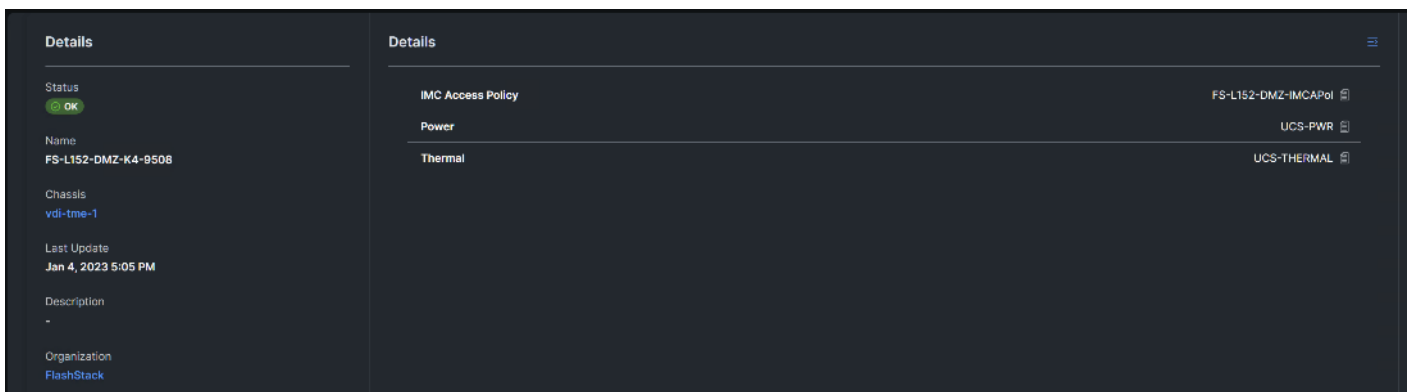 Details
Status
OK
Name
FS-L152-DMZ-K4-9508
Chassis
vdi-tme-1
Last Update
Jan 4, 2023 5:05 PM
Description
-
Organization
FlashStack
Details
IMC Access Policy FS-L152-DMZ-IMCAPol
Power UCS-PWR
Thermal UCS-THERMAL